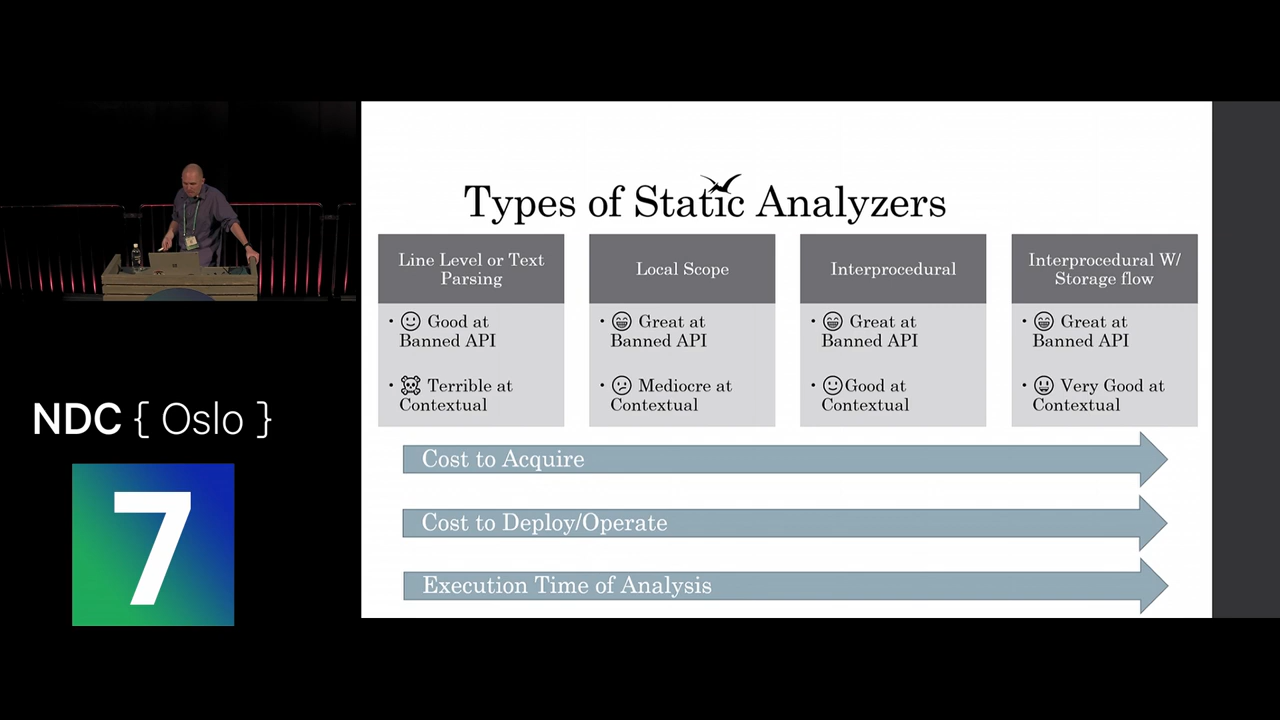 Types of Static Analyzers
Line Level or Text
Parsing
• Good at
Banned API
• Terrible at
Contextual
Local Scope
• Great at
Banned API
• Mediocre at
Contextual
Interprocedural
• Great at
Banned API
• Good at
Contextual
Interprocedural W/
Storage flow
• Great at
Banned API
• Very Good at
Contextual
Cost to Acquire
Cost to Deploy/Operate
Execution Time of Analysis
NDC { Oslo }
7